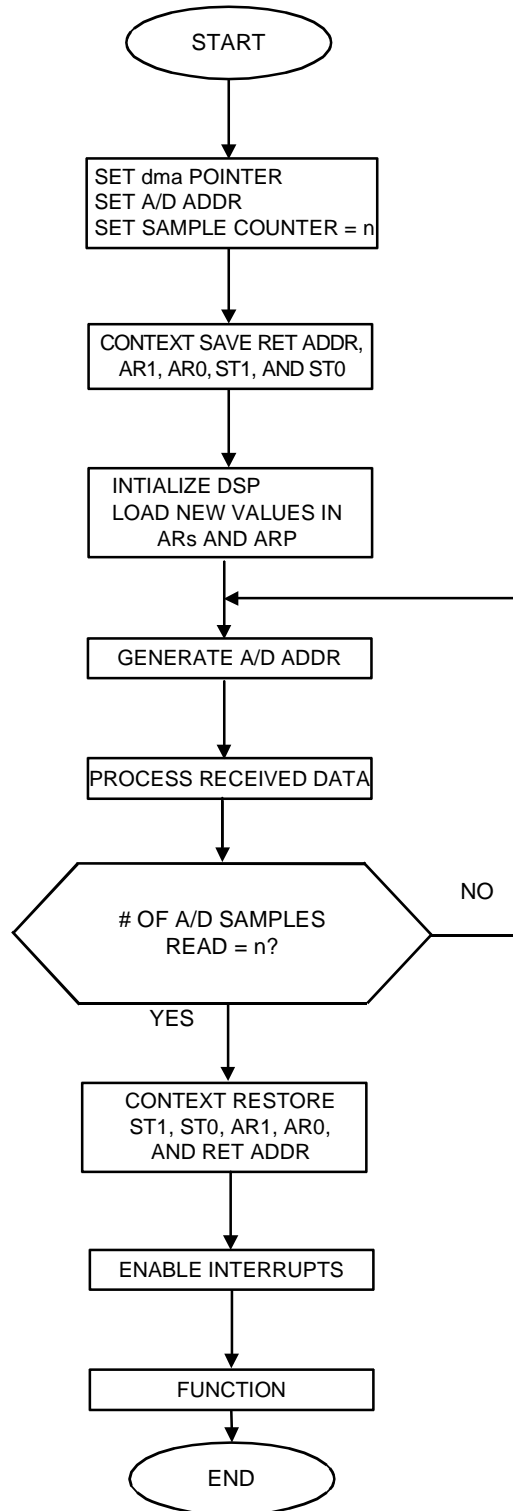 START
SET dma POINTER
SET A/D ADDR
SET SAMPLE COUNTER = n
CONTEXT SAVE RET ADDR,
AR1, AR0, ST1, AND ST0
INTIALIZE DSP
LOAD NEW VALUES IN
ARs AND ARP
GENERATE A/D ADDR
PROCESS RECEIVED DATA
# OF A/D SAMPLES
READ = n?
NO
YES
CONTEXT RESTORE
ST1, ST0, AR1, AR0,
AND RET ADDR
ENABLE INTERRUPTS
FUNCTION
END